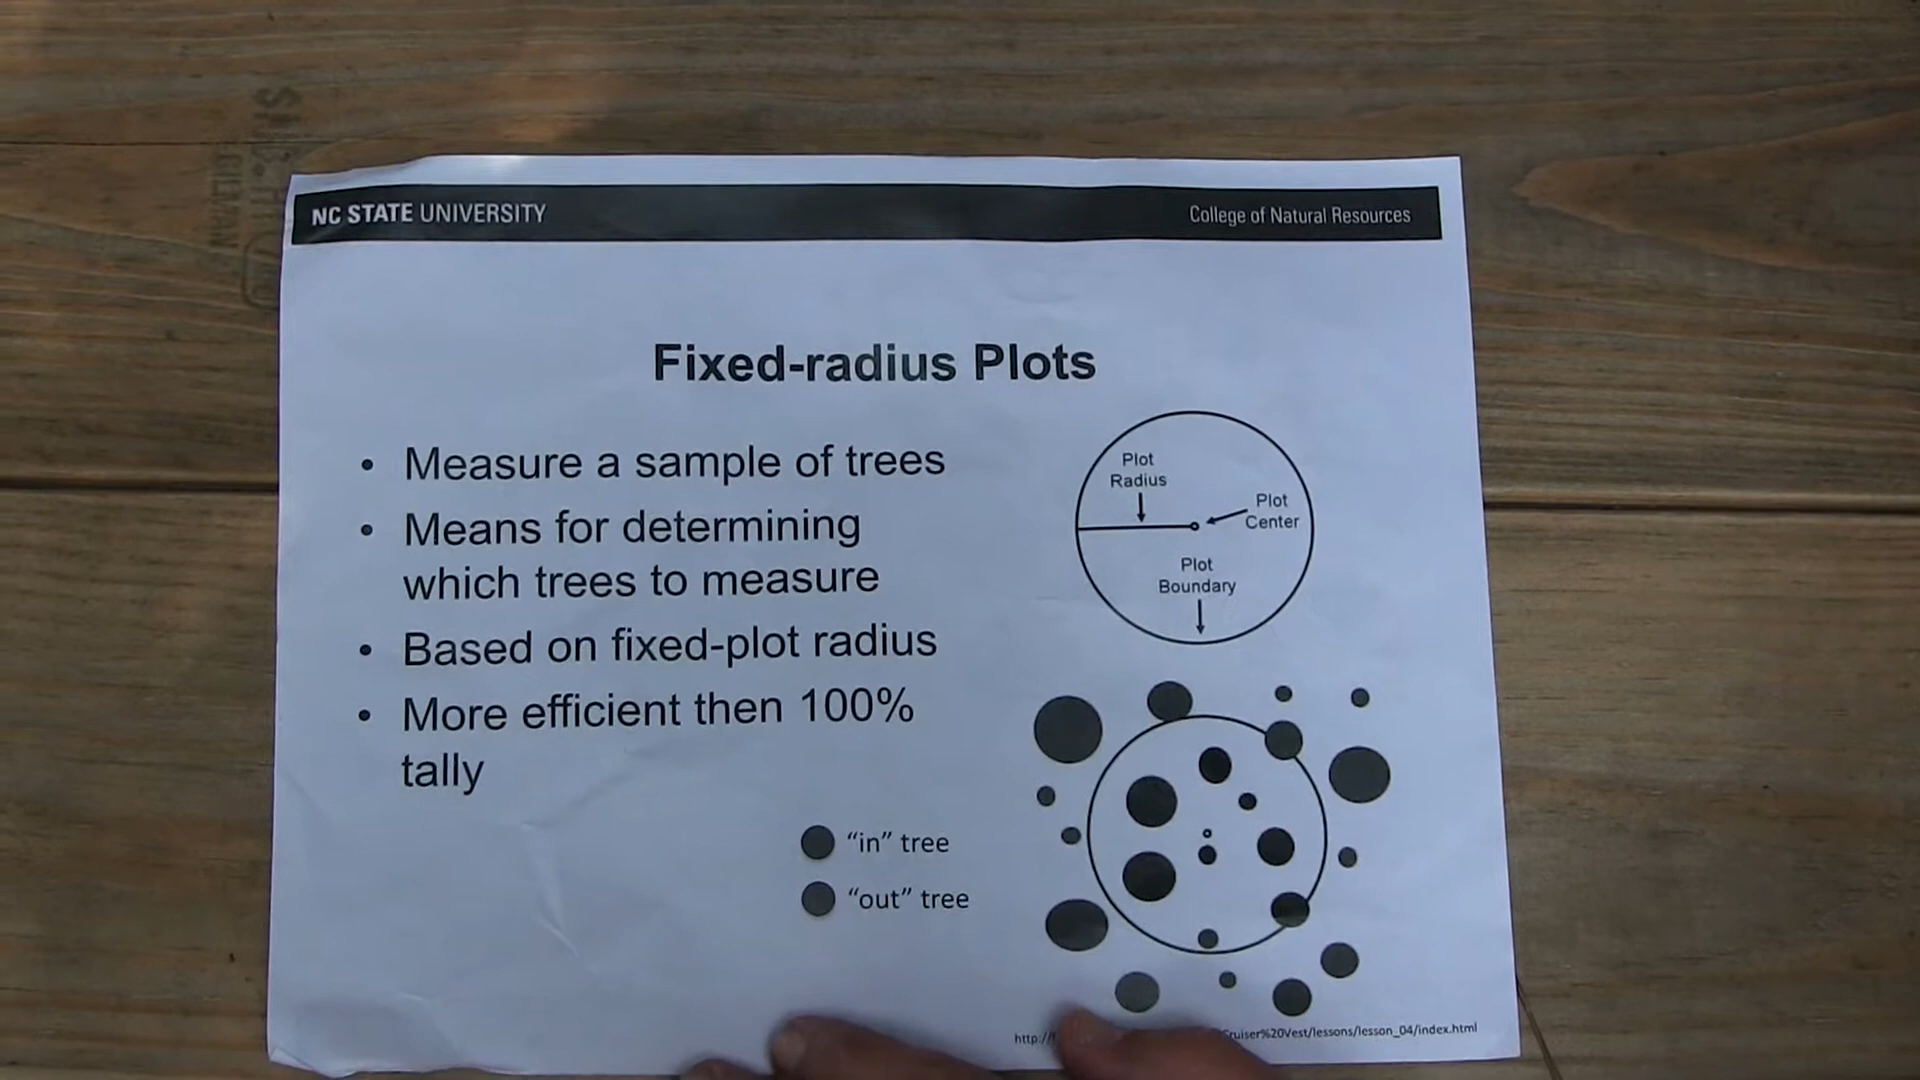 NC STATE UNIVERSITY
College of Natural Resources
Fixed-radius Plots
• Measure a sample of trees
• Means for determining
which trees to measure
• Based on fixed-plot radius
• More efficient then 100%
tally
Plot
Radius
Plot
Center
Plot
Boundary
“in” tree
“out” tree
http://
ruiser%20Vest/lessons/lesson_04/index.html